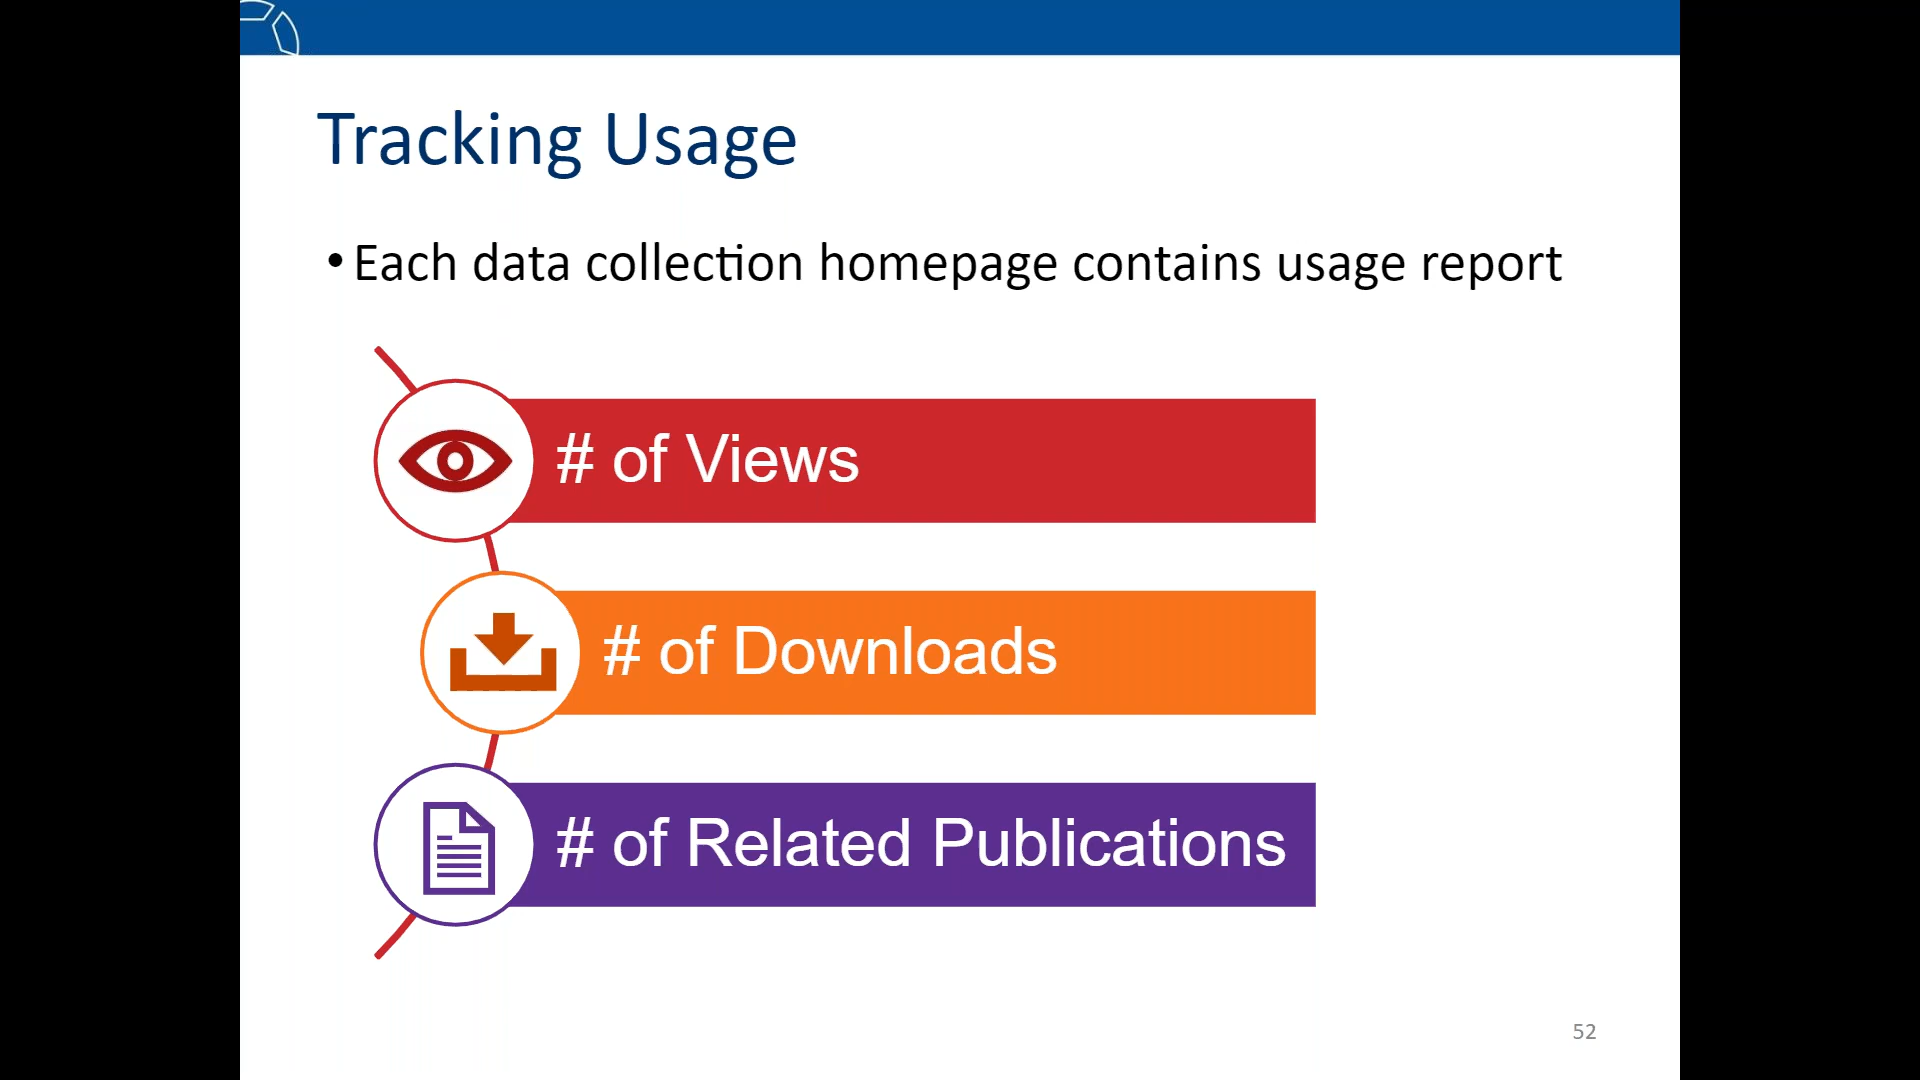 Tracking Usage
• Each data collection homepage contains usage report
# of Views
# of Downloads
# of Related Publications
52